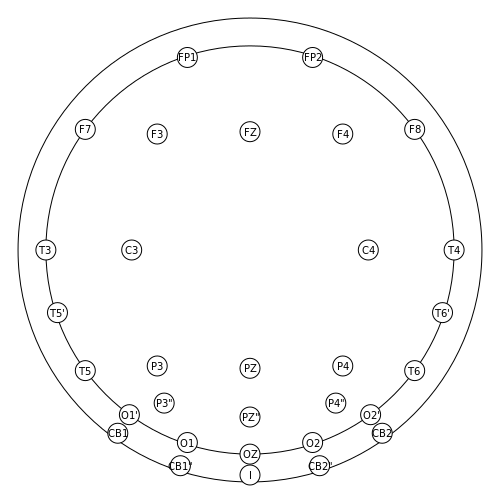 FP1 FP2
F7 F3 FZ F4 F8
T3 C3 C4 T4
T5' T6'
T5 P3 PZ P4 T6
P3" P4"
O1' PZ" O2'
CB1 O1 OZ O2 CB2
CB1" I CB2"